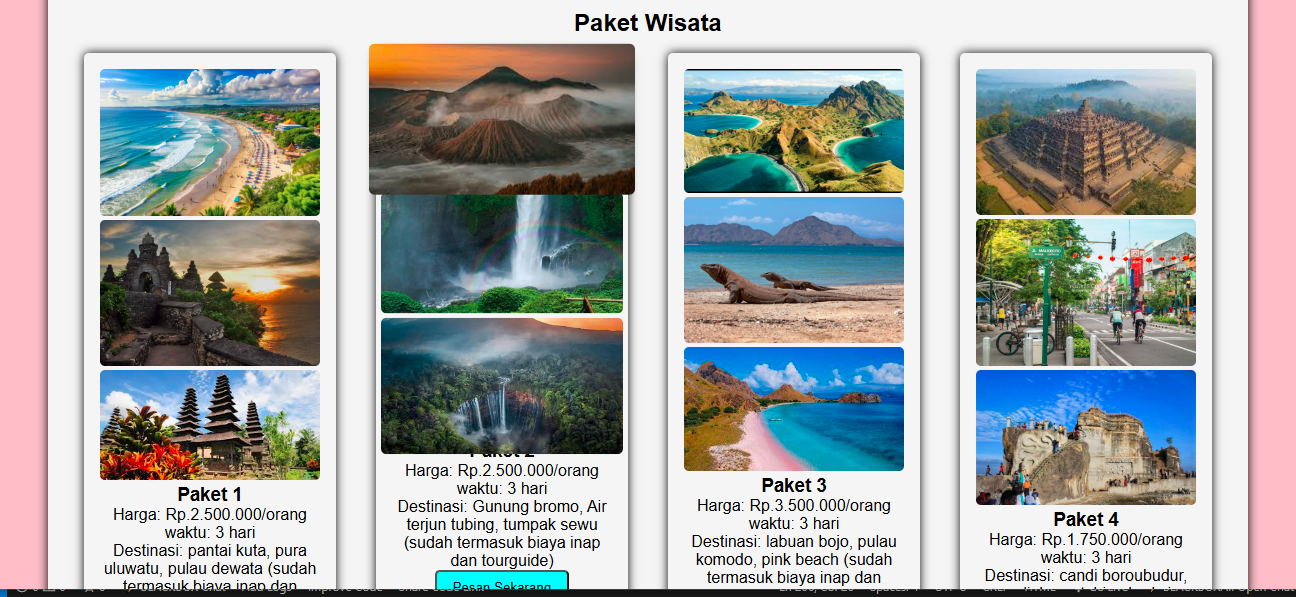 Paket Wisata
Paket 1
Harga: Rp.2.500.000/orang
waktu: 3 hari
Destinasi: pantai kuta, pura
uluwatu, pulau dewata (sudah
termasuk biaya inap dan
Paket 2
Harga: Rp.2.500.000/orang
waktu: 3 hari
Destinasi: Gunung bromo, Air
terjun tubing, tumpak sewu
(sudah termasuk biaya inap
dan tourguide)
Pesan Sekarang
Paket 3
Harga: Rp.3.500.000/orang
waktu: 3 hari
Destinasi: labuan bojo, pulau
komodo, pink beach (sudah
termasuk biaya inap dan
JL. MALIOBORO
Paket 4
Harga: Rp.1.750.000/orang
waktu: 3 hari
Destinasi: candi boroubudur,